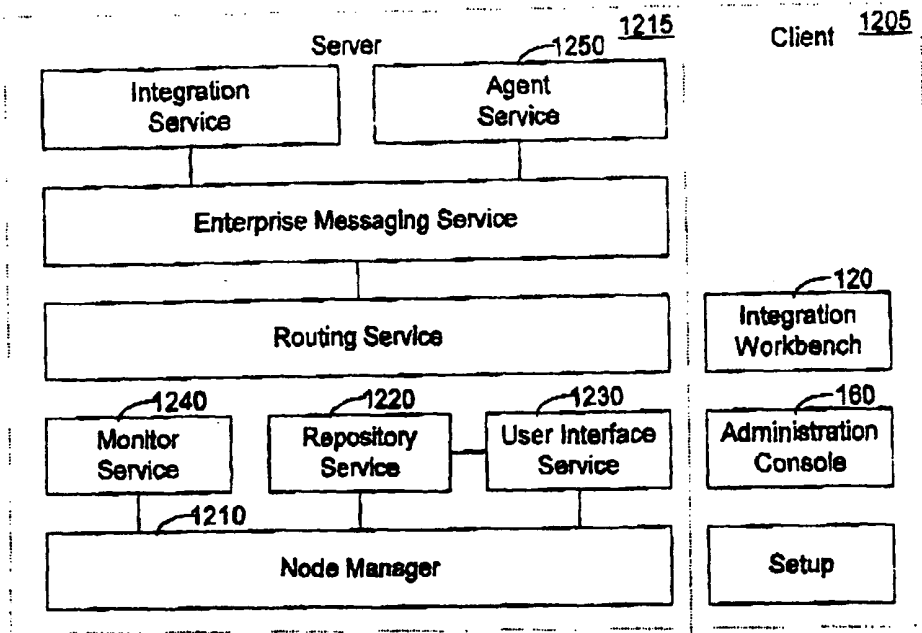 Server
1215
Client
1205
Integration
Service
1250
Agent
Service
Enterprise Messaging Service
Routing Service
120
Integration
Workbench
1240
Monitor
Service
1220
Repository
Service
1230
User Interface
Service
160
Administration
Console
1210
Node Manager
Setup